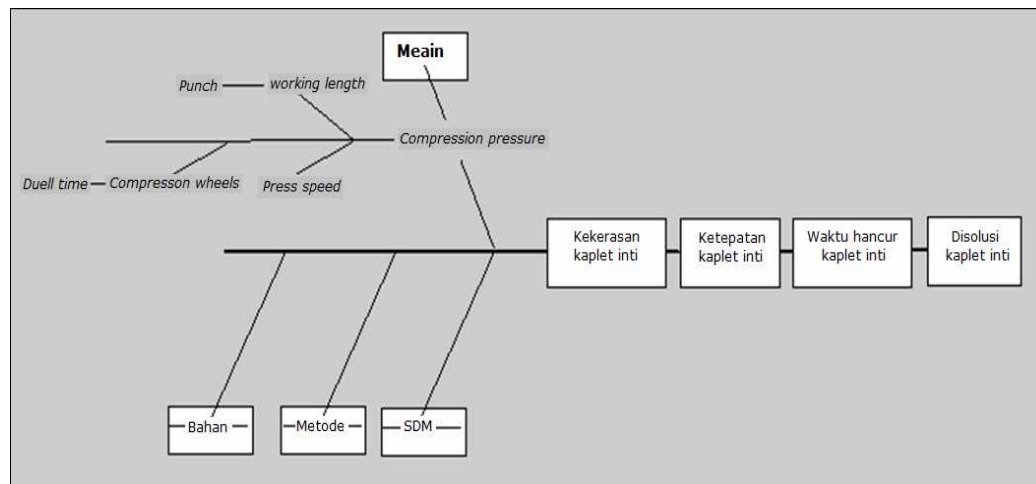 Meain
Punch
working length
Compression pressure
Duell time
Compresson wheels
Press speed
Kekerasan
kaplet inti
Ketepatan
kaplet inti
Waktu hancur
kaplet inti
Disolusi
kaplet inti
Bahan
Metode
SDM